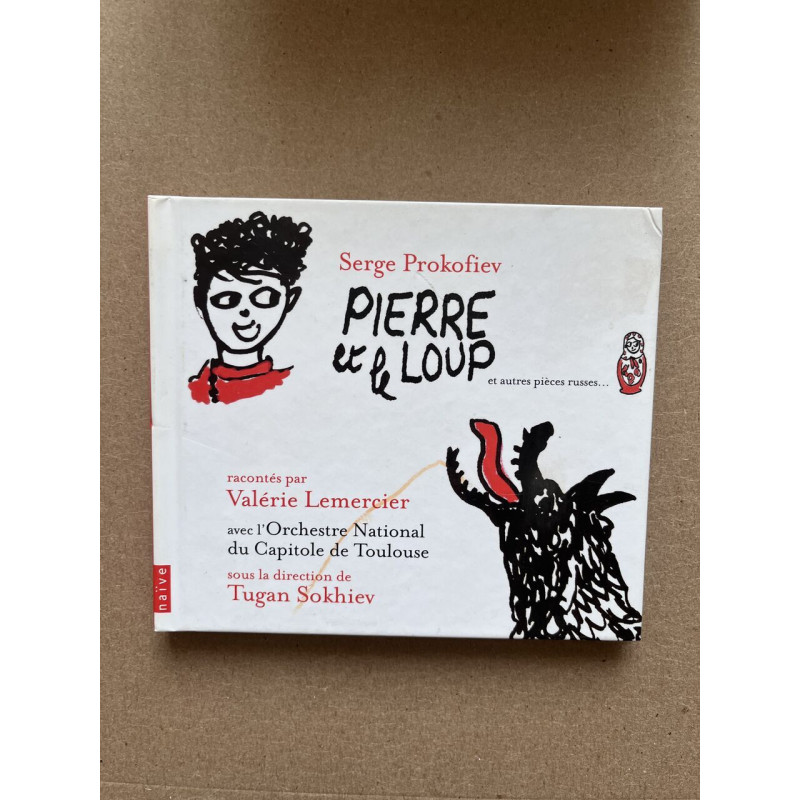 Serge Prokofiev
PIERRE
et le LOUP
et autres pièces russes...
racontés par
Valérie Lemercier
avec l'Orchestre National
du Capitole de Toulouse
sous la direction de
Tugan Sokhiev
naïve